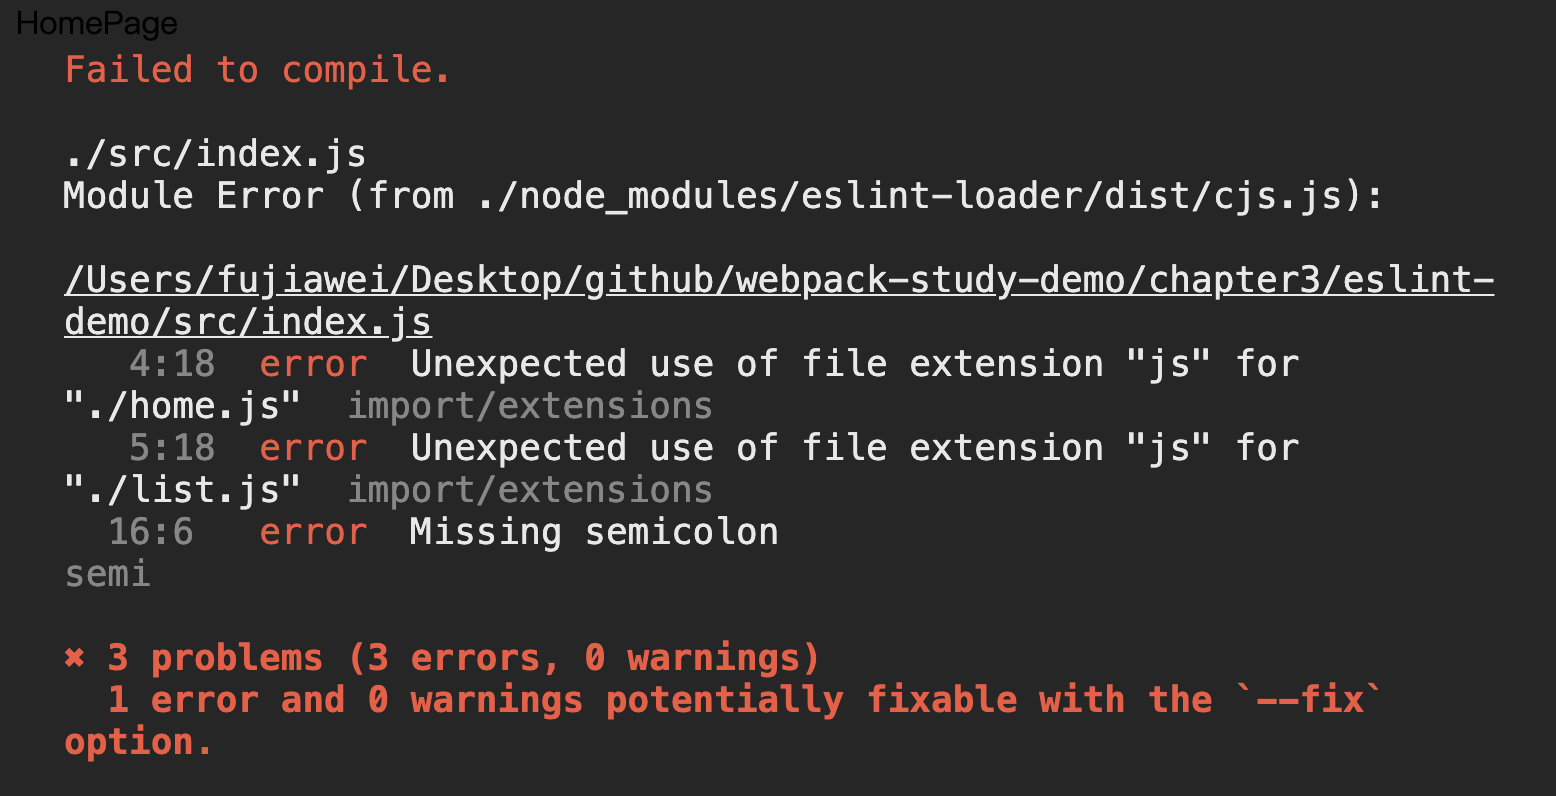 HomePage
Failed to compile.
./src/index.js
Module Error (from ./node_modules/eslint-loader/dist/cjs.js):
/Users/fujiawei/Desktop/github/webpack-study-demo/chapter3/eslint-
demo/src/index.js
4:18  error  Unexpected use of file extension "js" for
"./home.js"  import/extensions
5:18  error  Unexpected use of file extension "js" for
"./list.js"  import/extensions
16:6   error  Missing semicolon
semi
✖ 3 problems (3 errors, 0 warnings)
1 error and 0 warnings potentially fixable with the `--fix`
option.